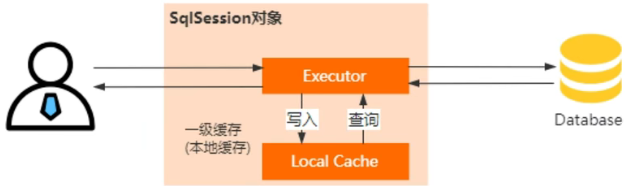 SqlSession对象
Executor
写入
查询
一级缓存
(本地缓存)
Local Cache
Database